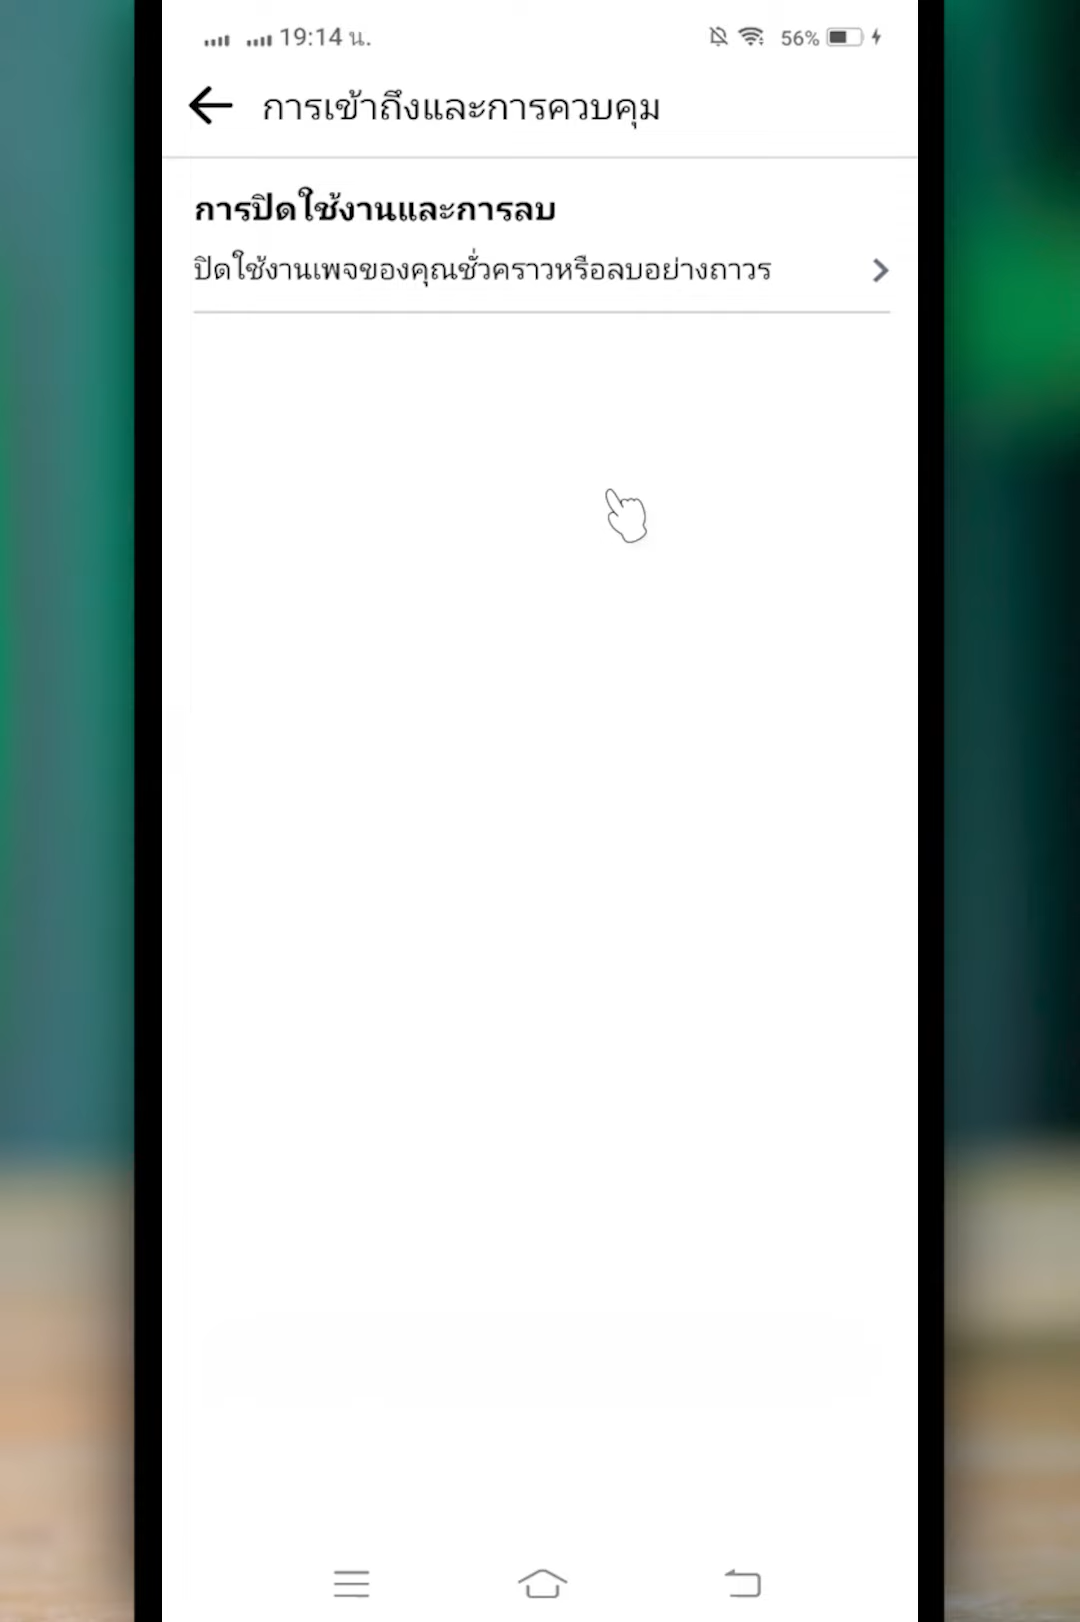 19:14 น. 56%
การเข้าถึงและการควบคุม
การปิดใช้งานและการลบ
ปิดใช้งานเพจของคุณชั่วคราวหรือลบอย่างถาวร